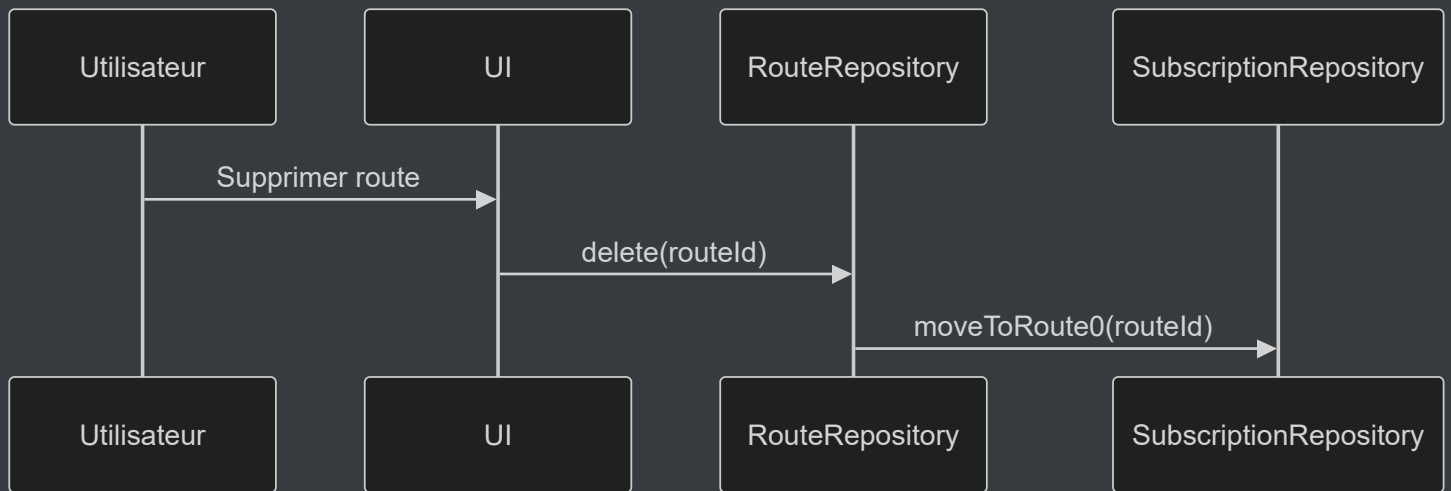 Utilisateur
UI
RouteRepository
SubscriptionRepository
Supprimer route
delete(routeId)
moveToRoute0(routeId)
Utilisateur
UI
RouteRepository
SubscriptionRepository